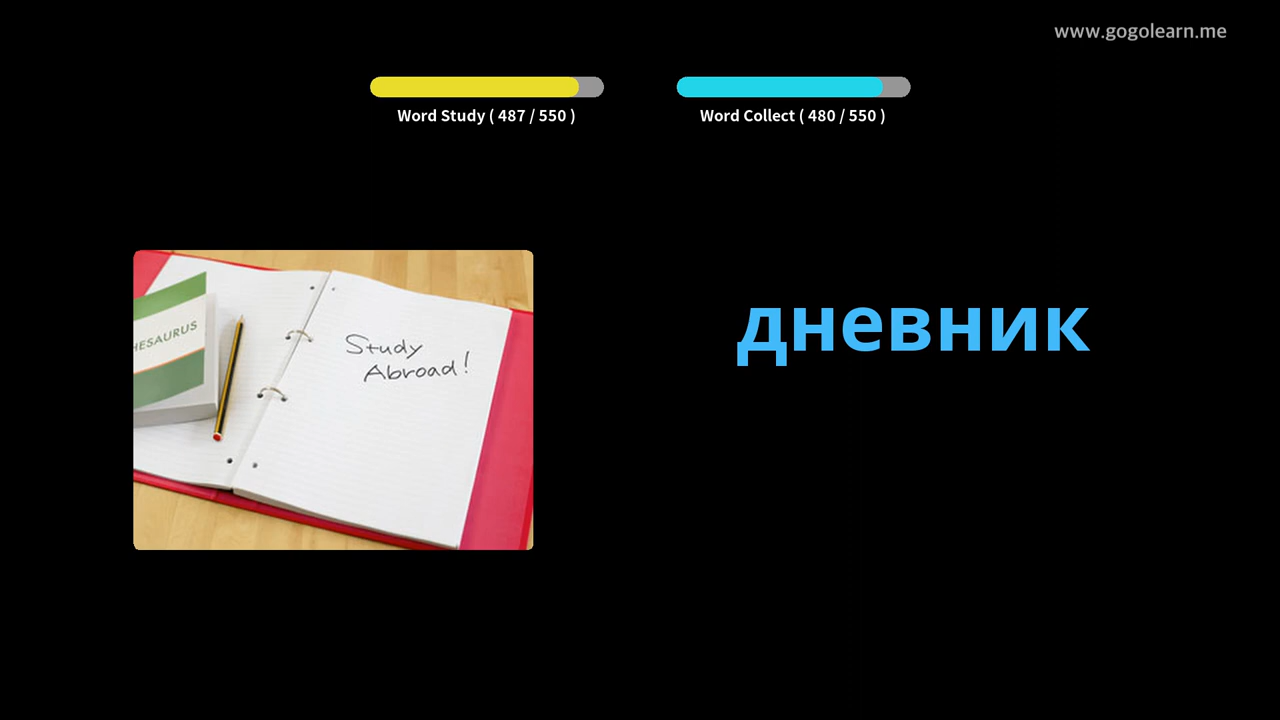 www.gogolearn.me
Word Study ( 487 / 550 )
Word Collect ( 480 / 550 )
HESAURUS
Study
Abroad!
дневник